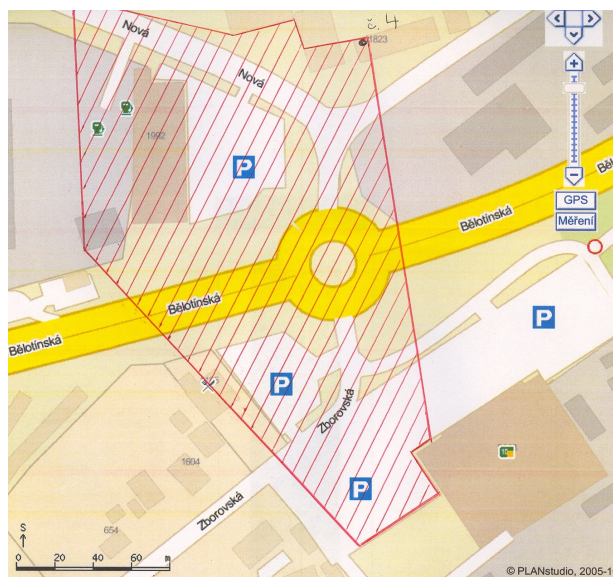 č. 4
1823
Nová
Nová
GPS
Měření
1992
P
Bělotínská
Běl
Bělotínská
Bělotínská
P
P
Zborovská
1604
P
Zborovská
654
S
0 20 40 60 m
© PLANstudio, 2005-1